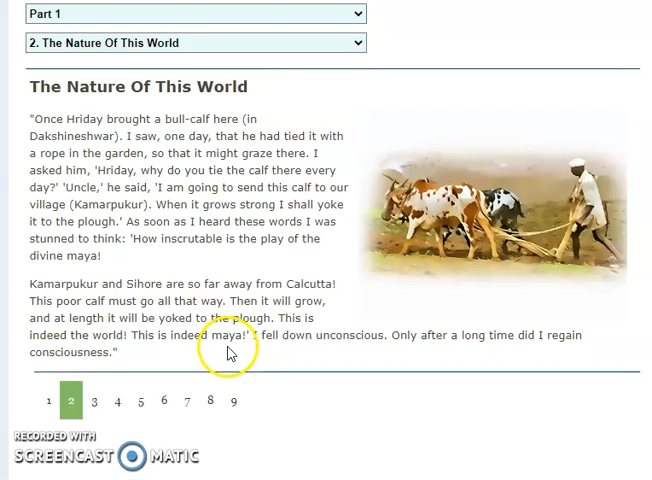 Part 1
2. The Nature Of This World
The Nature Of This World
"Once Hriday brought a bull-calf here (in
Dakshineshwar). I saw, one day, that he had tied it with
a rope in the garden, so that it might graze there. I
asked him, 'Hriday, why do you tie the calf there every
day?' 'Uncle,' he said, 'I am going to send this calf to our
village (Kamarpukur). When it grows strong I shall yoke
it to the plough.' As soon as I heard these words I was
stunned to think: 'How inscrutable is the play of the
divine maya!
Kamarpukur and Sihore are so far away from Calcutta!
This poor calf must go all that way. Then it will grow,
and at length it will be yoked to the plough. This is
indeed the world! This is indeed maya!' I fell down unconscious. Only after a long time did I regain
consciousness."
1 2 3 4 5 6 7 8 9
RECORDED WITH
SCREENCAST MATIC